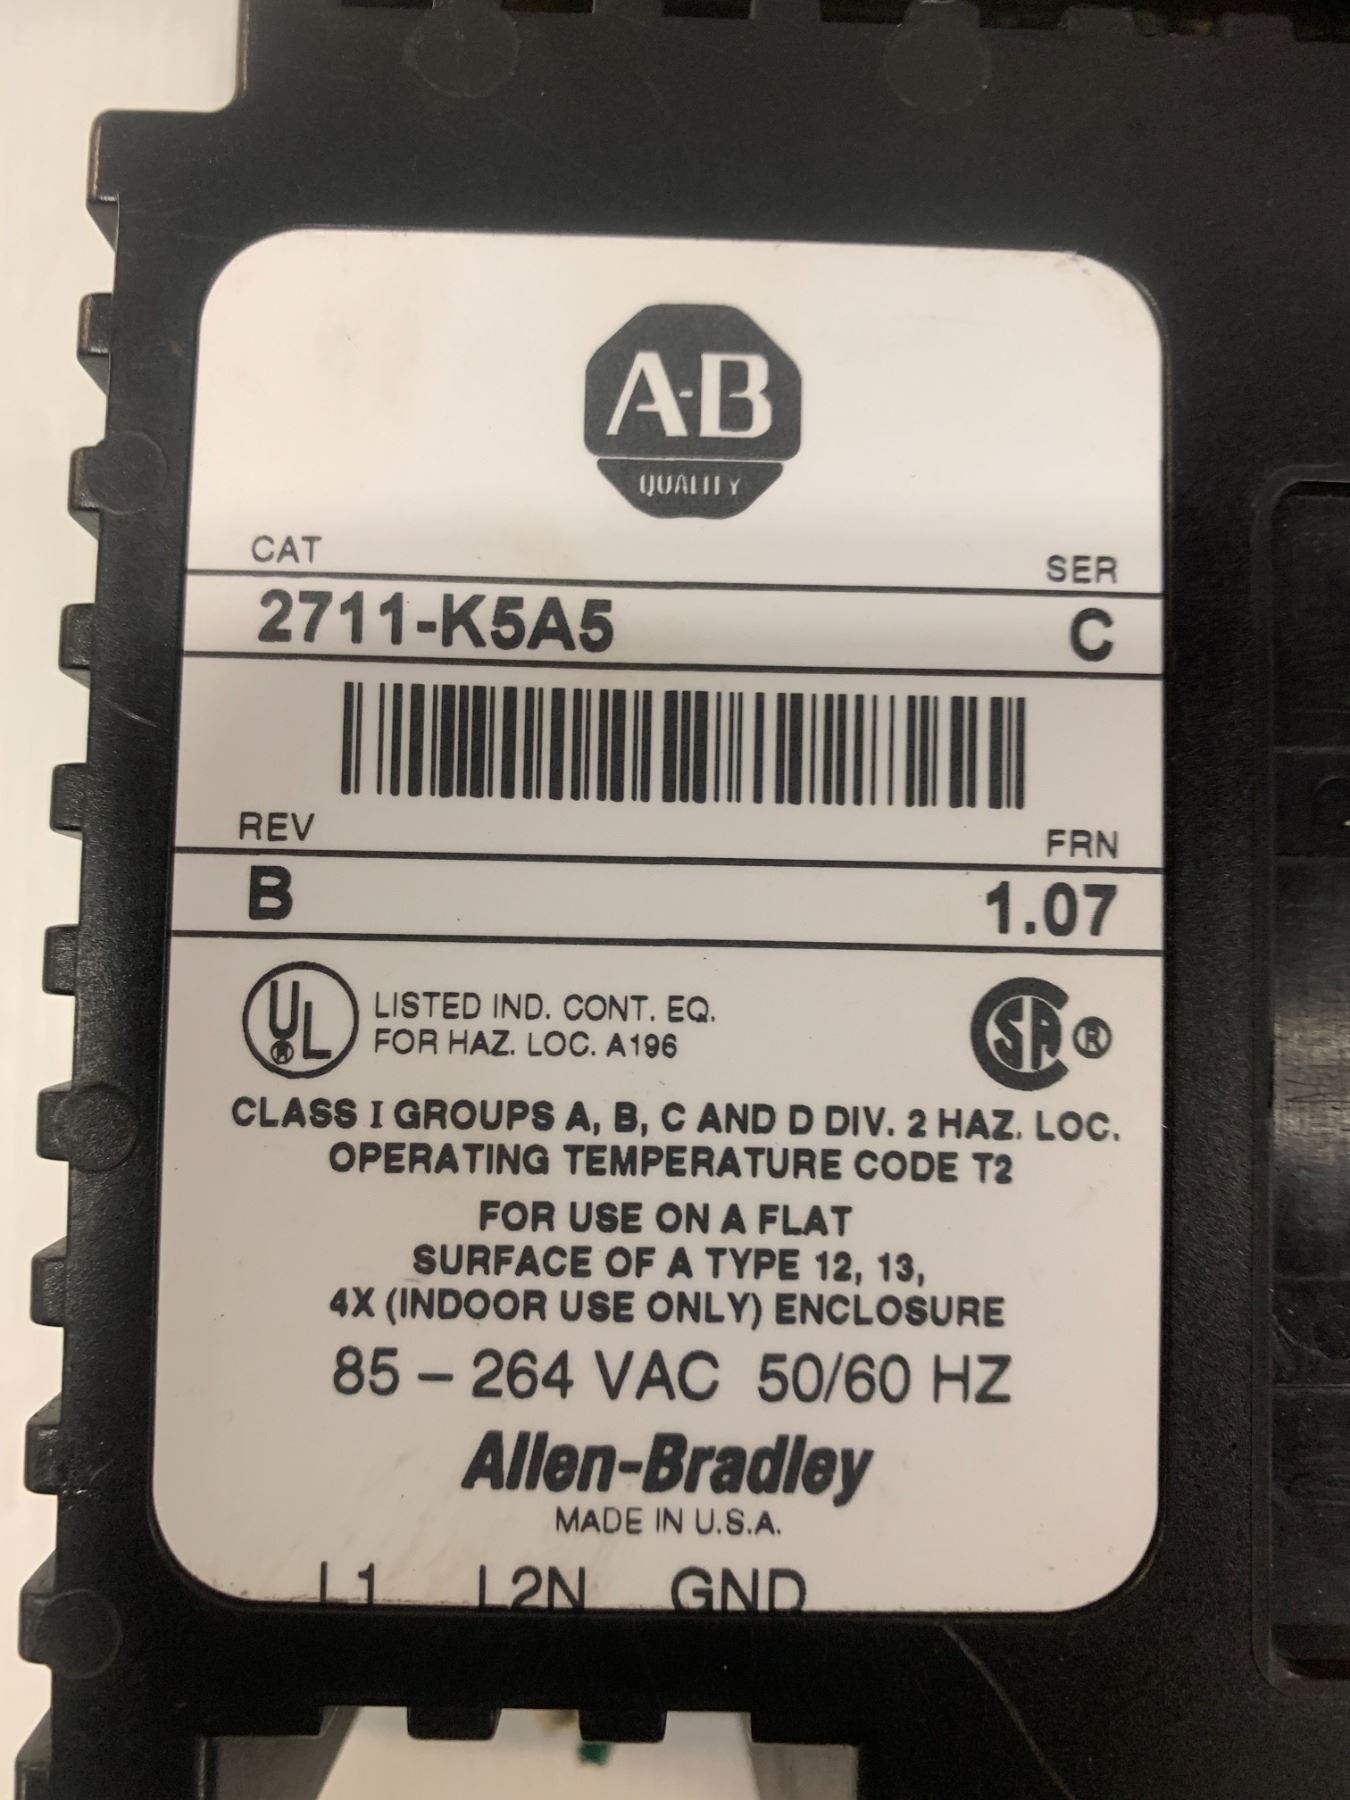 A-B
QUALITY
CAT
SER
2711-K5A5
C
REV
FRN
B
1.07
UL® LISTED IND. CONT. EQ.
FOR HAZ. LOC. A196
SA®
CLASS I GROUPS A, B, C AND D DIV. 2 HAZ. LOC.
OPERATING TEMPERATURE CODE T2
FOR USE ON A FLAT
SURFACE OF A TYPE 12, 13,
4X (INDOOR USE ONLY) ENCLOSURE
85 – 264 VAC 50/60 HZ
Allen-Bradley
MADE IN U.S.A.
L1 L2N GND